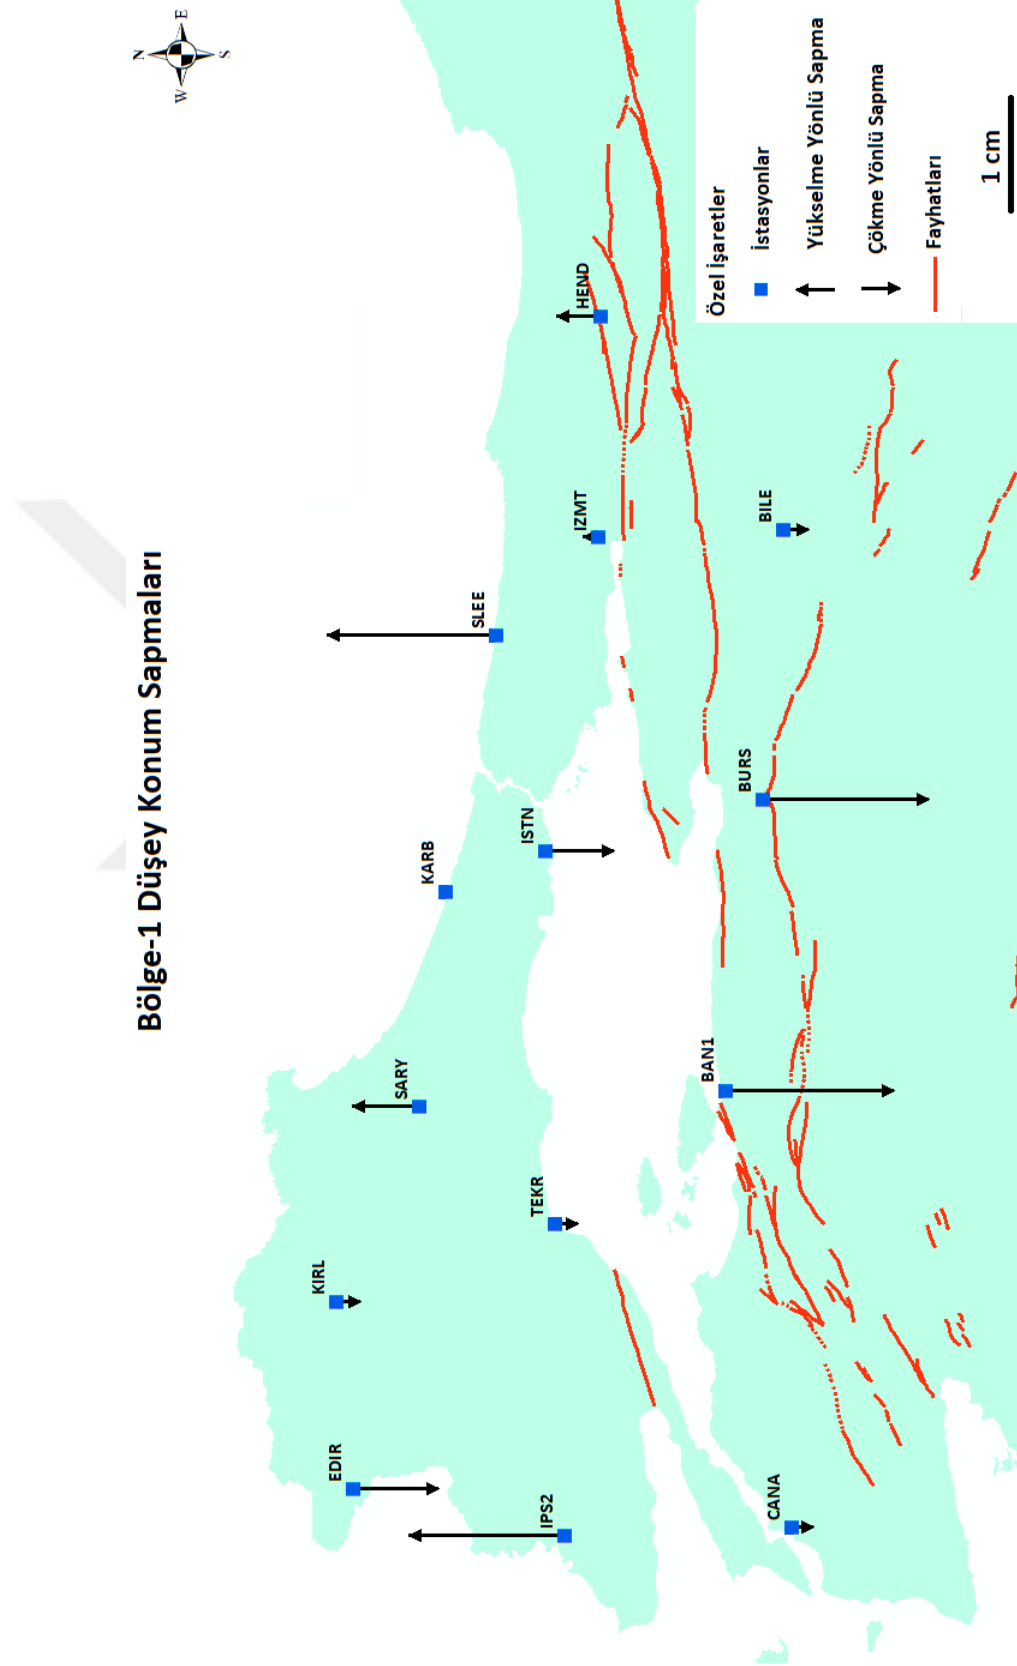 Bölge-1 Düşey Konum Sapmaları
N
E
W
S
EDIR
KIRL
SARY
KARB
SLEE
IPS2
TEKR
ISTN
IZMT
HEND
CANA
BAN1
BURS
BILE
Özel İşaretler
İstasyonlar
Yükselme Yönlü Sapma
Çökme Yönlü Sapma
Fayhatları
1 cm